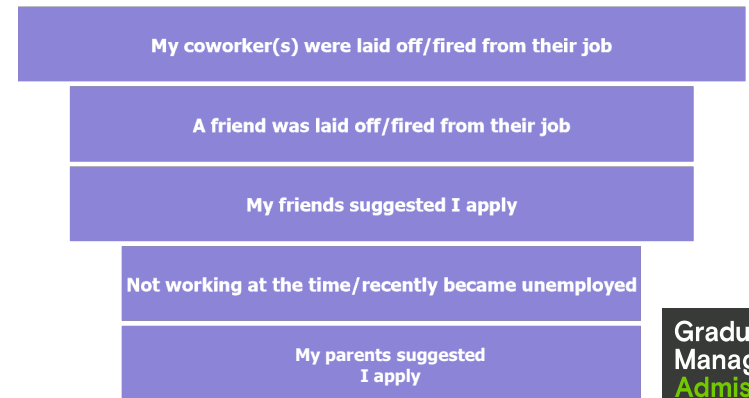 My coworker(s) were laid off/fired from their job
A friend was laid off/fired from their job
My friends suggested I apply
Not working at the time/recently became unemployed
My parents suggested
I apply